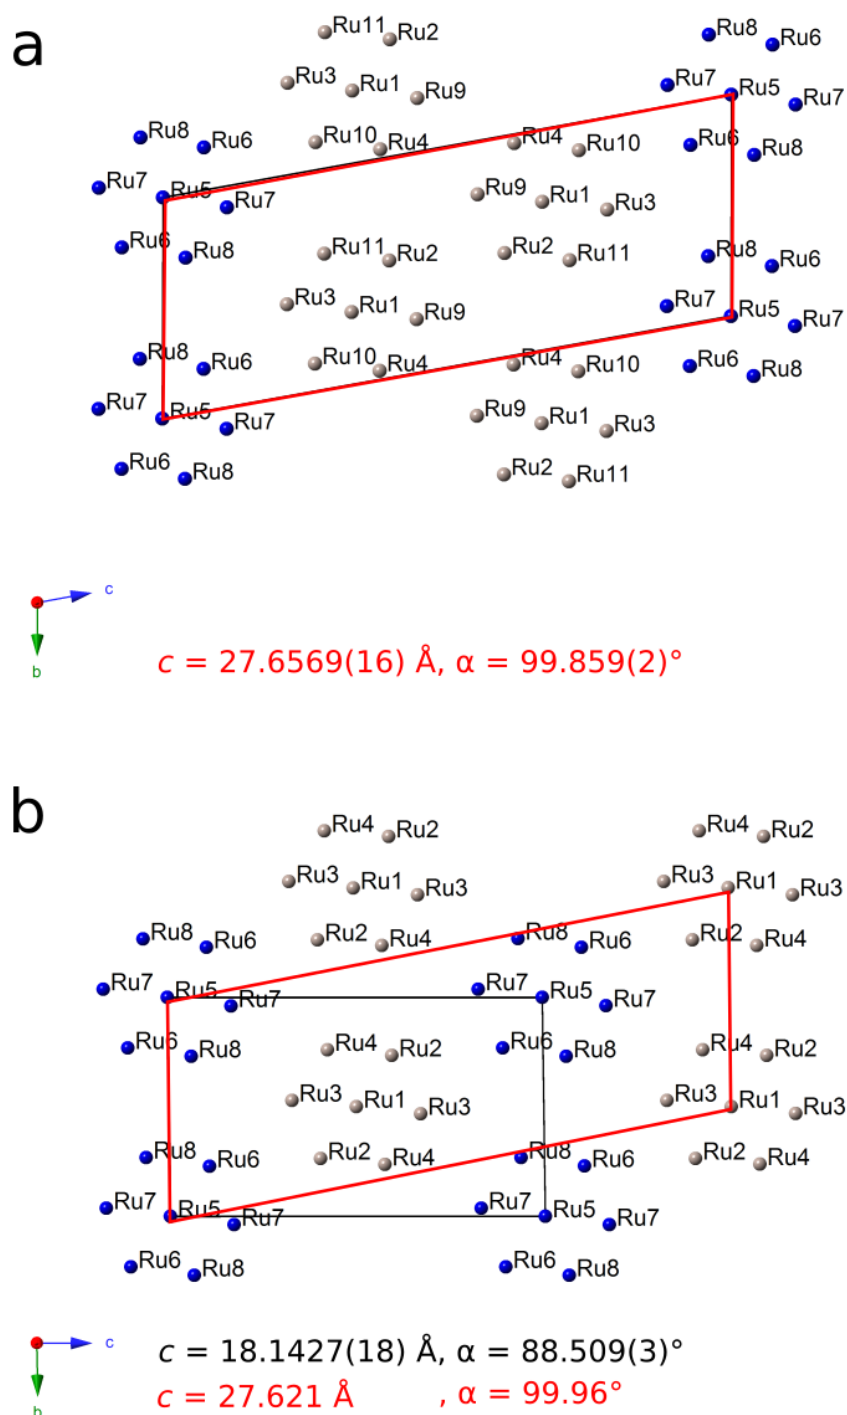 a
Ru11 Ru2 Ru8 Ru6
Ru3 Ru1 Ru9 Ru7 Ru5 Ru7
Ru8 Ru6 Ru10 Ru4 Ru4 Ru10 Ru6 Ru8
Ru7 Ru5 Ru7 Ru9 Ru1 Ru3
Ru6 Ru8 Ru11 Ru2 Ru2 Ru11 Ru8 Ru6
Ru3 Ru1 Ru9 Ru7 Ru5 Ru7
Ru8 Ru6 Ru10 Ru4 Ru4 Ru10 Ru6 Ru8
Ru7 Ru5 Ru7 Ru9 Ru1 Ru3
Ru6 Ru8 Ru2 Ru11
c
b
c = 27.6569(16) Å, α = 99.859(2)°
b
Ru4 Ru2 Ru4 Ru2
Ru3 Ru1 Ru3 Ru3 Ru1 Ru3
Ru8 Ru6 Ru2 Ru4 Ru8 Ru6 Ru2 Ru4
Ru7 Ru5 Ru7 Ru7 Ru5 Ru7
Ru6 Ru8 Ru4 Ru2 Ru6 Ru8 Ru4 Ru2
Ru3 Ru1 Ru3 Ru3 Ru1 Ru3
Ru8 Ru6 Ru2 Ru4 Ru8 Ru6 Ru2 Ru4
Ru7 Ru5 Ru7 Ru7 Ru5 Ru7
Ru6 Ru8 Ru6 Ru8
c
b
c = 18.1427(18) Å, α = 88.509(3)°
c = 27.621 Å , α = 99.96°